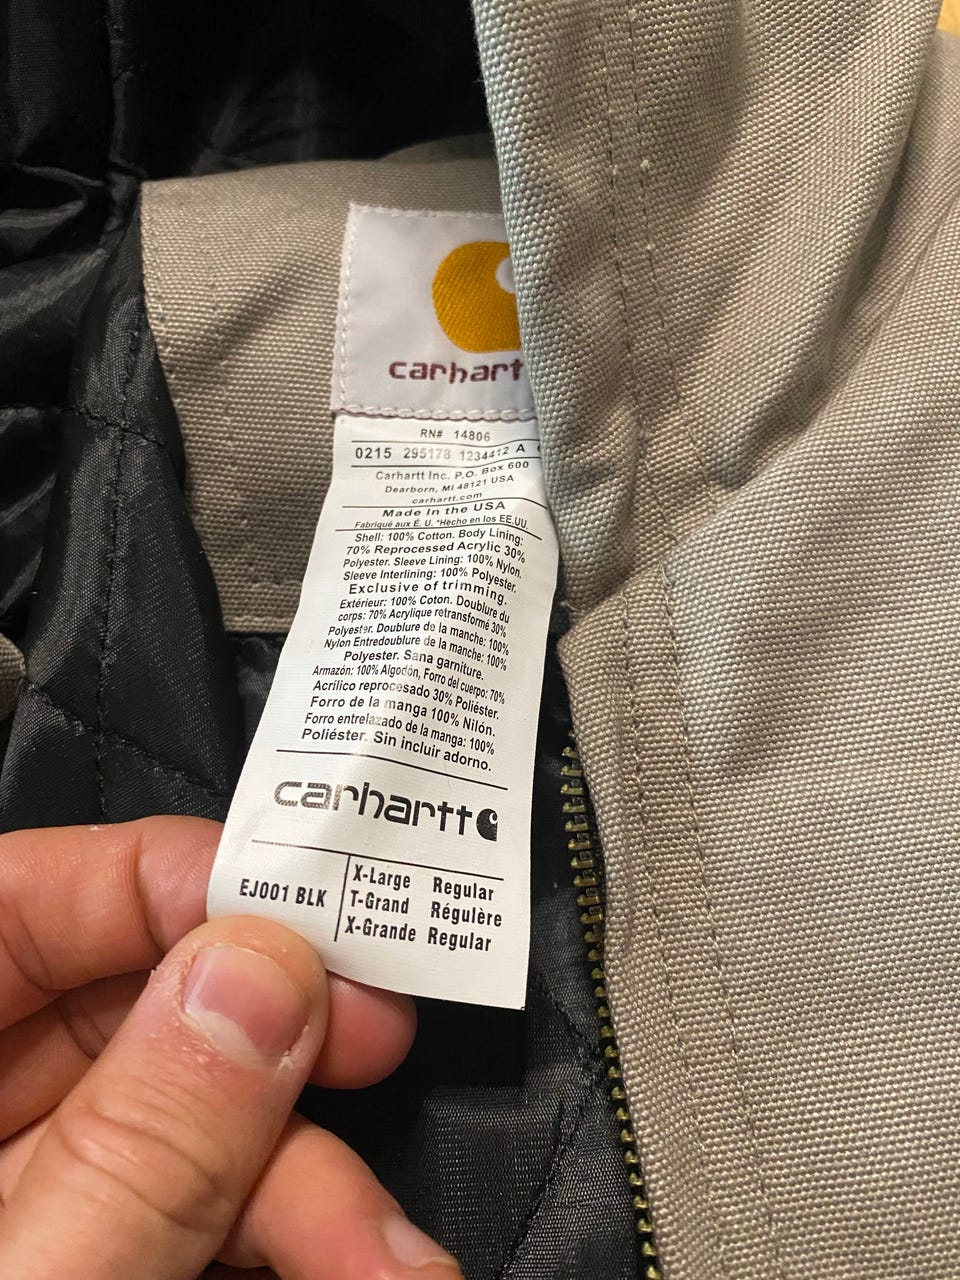 carhart
RN# 14806
0215 295178 1234412 A
Carhartt Inc. P.O. Box 600
Dearborn, MI 48121 USA
carhartt.com
Made In the USA
Fabriqué aux É. U. *Hecho en los EE.UU.
Shell: 100% Cotton. Body Lining:
70% Reprocessed Acrylic 30%
Polyester. Sleeve Lining: 100% Nylon.
Sleeve Interlining: 100% Polyester.
Exclusive of trimming.
Extérieur: 100% Coton. Doublure du
corps: 70% Acrylique retransformé 30%
Polyester. Doublure de la manche: 100%
Nylon Entredoublure de la manche: 100%
Polyester. Sana garniture.
Armazón: 100% Algodón, Forro del cuerpo: 70%
Acrílico reprocesado 30% Poliéster.
Forro de la manga 100% Nilón.
Forro entrelazado de la manga: 100%
Poliéster. Sin incluir adorno.
carhartt
EJ001 BLK
X-Large Regular
T-Grand Régulère
X-Grande Regular